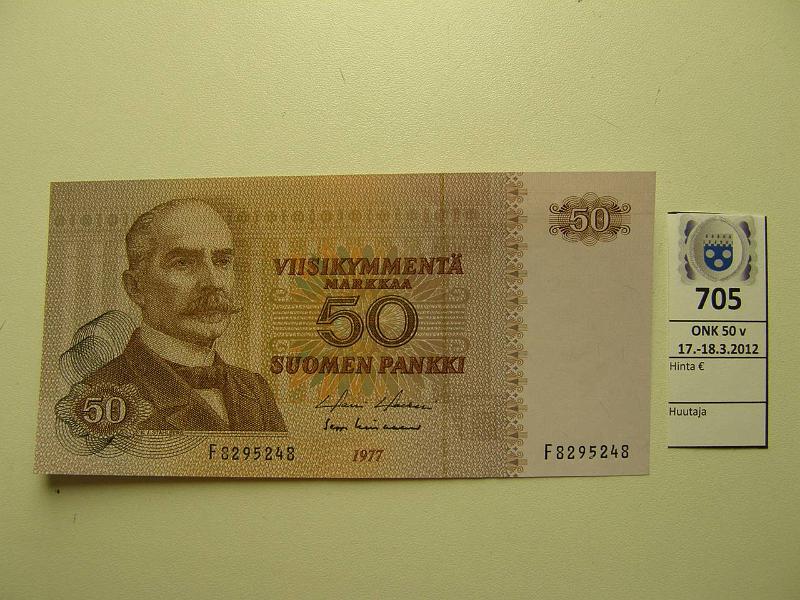 50
VIISIKYMMENTÄ
MARKKAA
50
SUOMEN PANKKI
50
F8295248
1977
F8295248
705
ONK 50 v
17.-18.3.2012
Hinta €
Huutaja